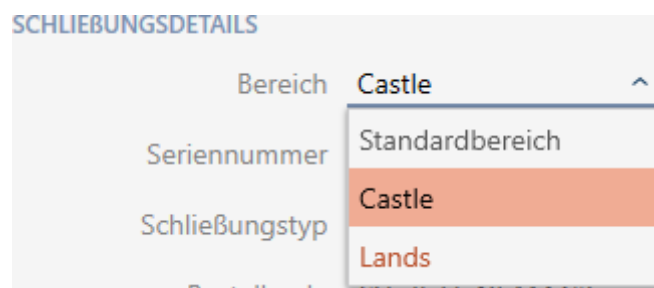 SCHLIEẞUNGSDETAILS
Bereich Castle
Standardbereich
Seriennummer
Castle
Schließungstyp
Lands